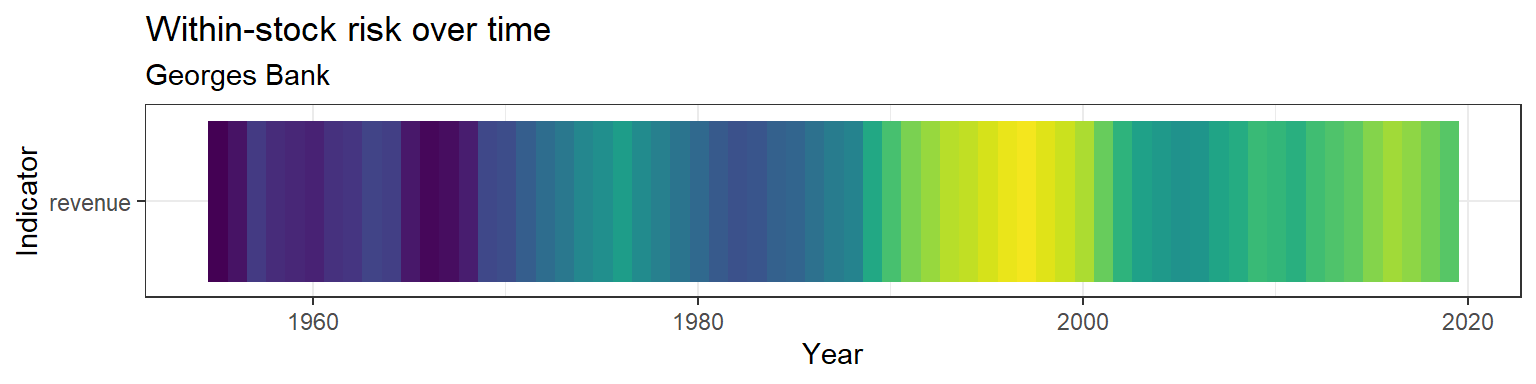 Within-stock risk over time
Georges Bank
Indicator
revenue
1960 1980 2000 2020
Year